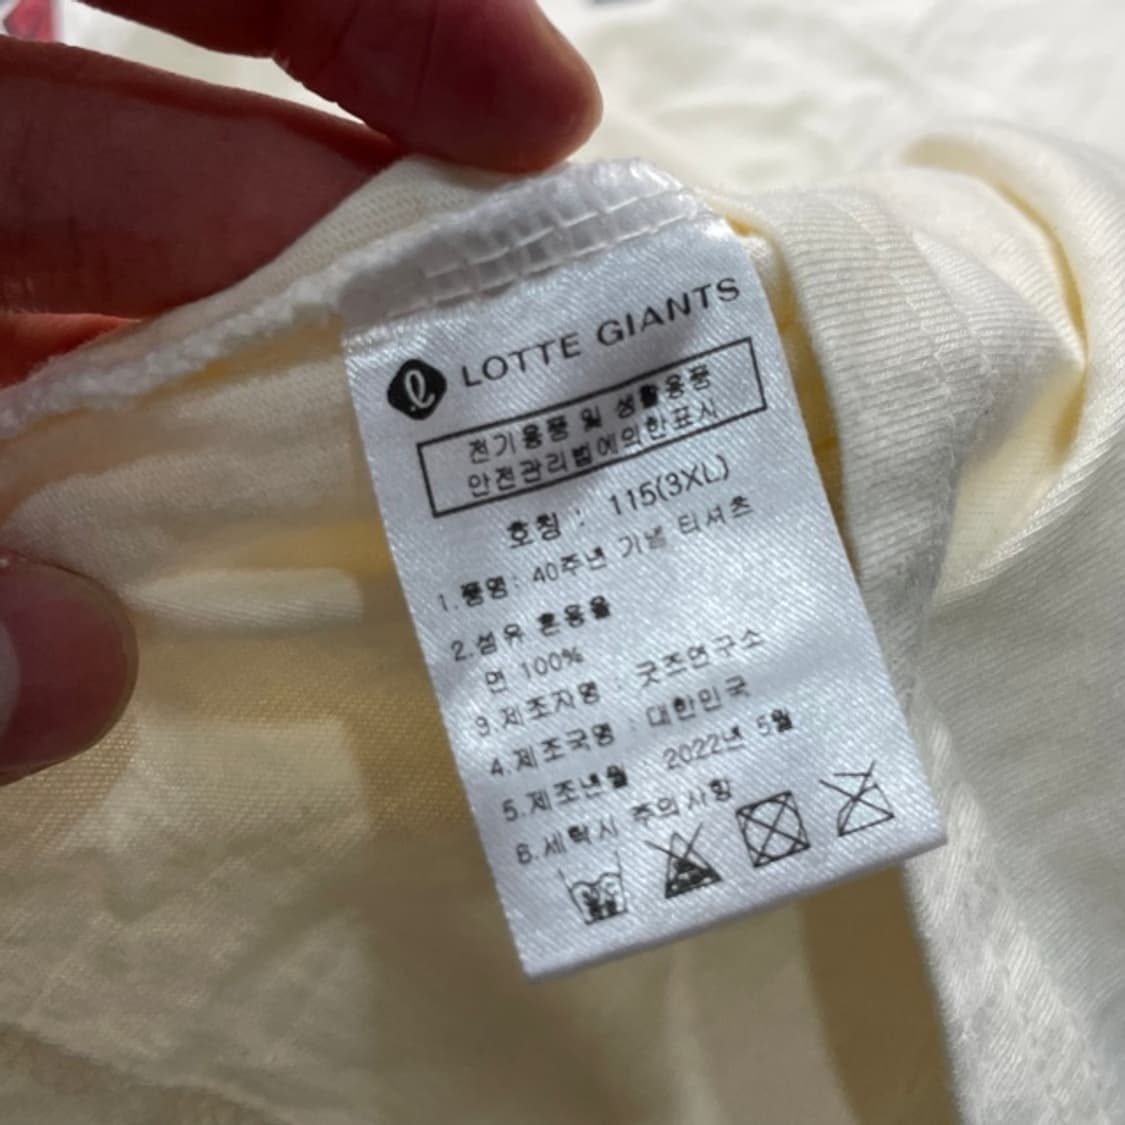 LOTTE GIANTS
전기용품 및 생활용품
안전관리법에의한표시
호칭 : 115(3XL)
1.품명: 40주년 기념 티셔츠
2.섬유 혼용율
면 100%
3.제조자명 : 굿즈연구소
4.제조국명 : 대한민국
5.제조년월 2022년 5월
6.세탁시 주의사항